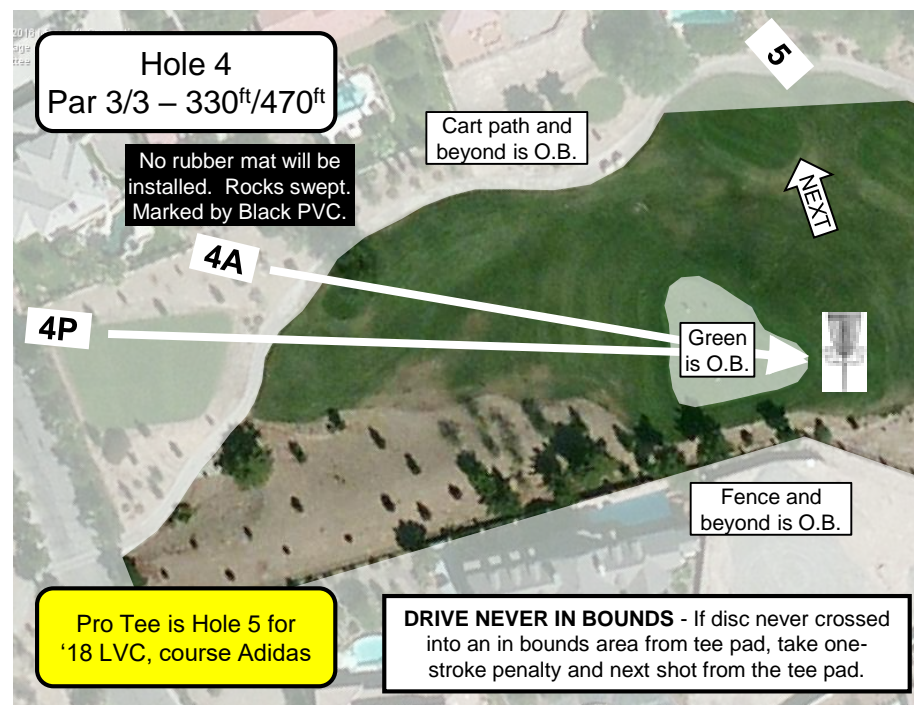 2016
Hole 4
Par 3/3 – 330ft/470ft
5
Cart path and
beyond is O.B.
No rubber mat will be
installed. Rocks swept.
Marked by Black PVC.
NEXT
4A
4P
Green
is O.B.
Fence and
beyond is O.B.
Pro Tee is Hole 5 for
‘18 LVC, course Adidas
DRIVE NEVER IN BOUNDS - If disc never crossed
into an in bounds area from tee pad, take one-
stroke penalty and next shot from the tee pad.